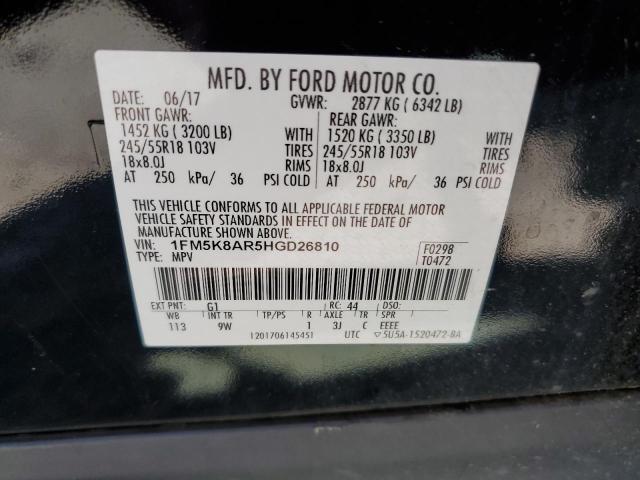 MFD. BY FORD MOTOR CO.
DATE: 06/17 GVWR: 2877 KG ( 6342 LB)
FRONT GAWR: REAR GAWR:
1452 KG ( 3200 LB) WITH 1520 KG ( 3350 LB) WITH
245/55R18 103V TIRES 245/55R18 103V TIRES
18x8.0J RIMS 18x8.0J RIMS
AT 250 kPa/ 36 PSI COLD AT 250 kPa/ 36 PSI COLD
THIS VEHICLE CONFORMS TO ALL APPLICABLE FEDERAL MOTOR
VEHICLE SAFETY STANDARDS IN EFFECT ON THE DATE OF
MANUFACTURE SHOWN ABOVE.
VIN: 1FM5K8AR5HGD26810 F0298
TYPE: MPV T0472
EXT PNT: G1 RC: 44 DSO:
WB INT TR TP/PS R AXLE TR SPR
113 9W 1 3J C EEEE
1201706145451 UTC ▽5U5A-1520472-BA